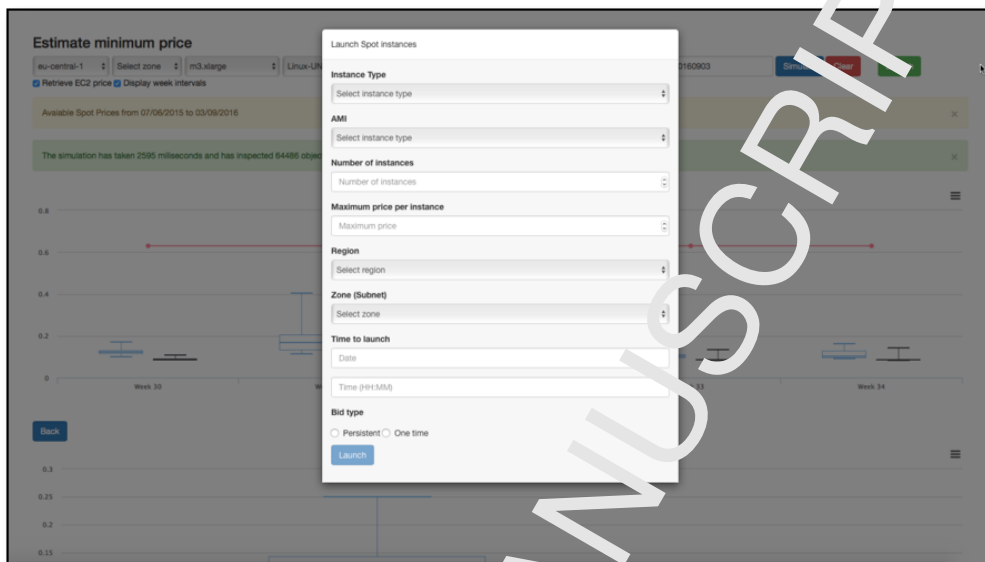 Estimate minimum price
eu-central-1 Select zone m3.xlarge Linux-UN 0160903 Clear
Retrieve EC2 price Display week intervals
Avaiable Spot Prices from 07/06/2015 to 03/09/2016 ×
The simulation has taken 2595 miliseconds and has inspected 64486 objec ×
0.8
0.6
0.4
0.2
0
Week 30
Week 34
Back
0.3
0.25
0.2
0.15
Launch Spot instances
Instance Type
Select instance type
AMI
Select instance type
Number of instances
Number of instances
Maximum price per instance
Maximum price
Region
Select region
Zone (Subnet)
Select zone
Time to launch
Date
Time (HH:MM)
Bid type
Persistent One time
Launch
NUSCRIP